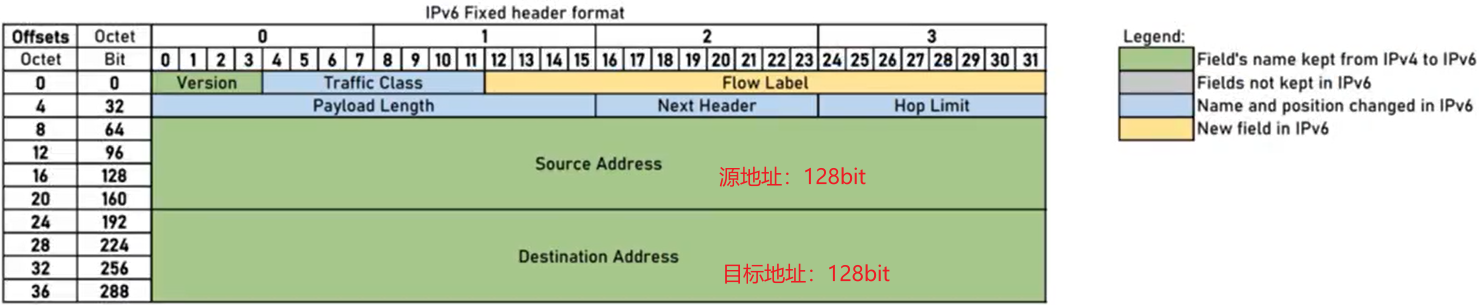 IPv6 Fixed header format
Offsets Octet 0 1 2 3
Octet Bit 0 1 2 3 4 5 6 7 8 9 10 11 12 13 14 15 16 17 18 19 20 21 22 23 24 25 26 27 28 29 30 31
0 0 Version Traffic Class Flow Label
4 32 Payload Length Next Header Hop Limit
8 64
12 96
Source Address
16 128
源地址：128bit
20 160
24 192
28 224
Destination Address
32 256
目标地址：128bit
36 288
Legend:
Field's name kept from IPv4 to IPv6
Fields not kept in IPv6
Name and position changed in IPv6
New field in IPv6